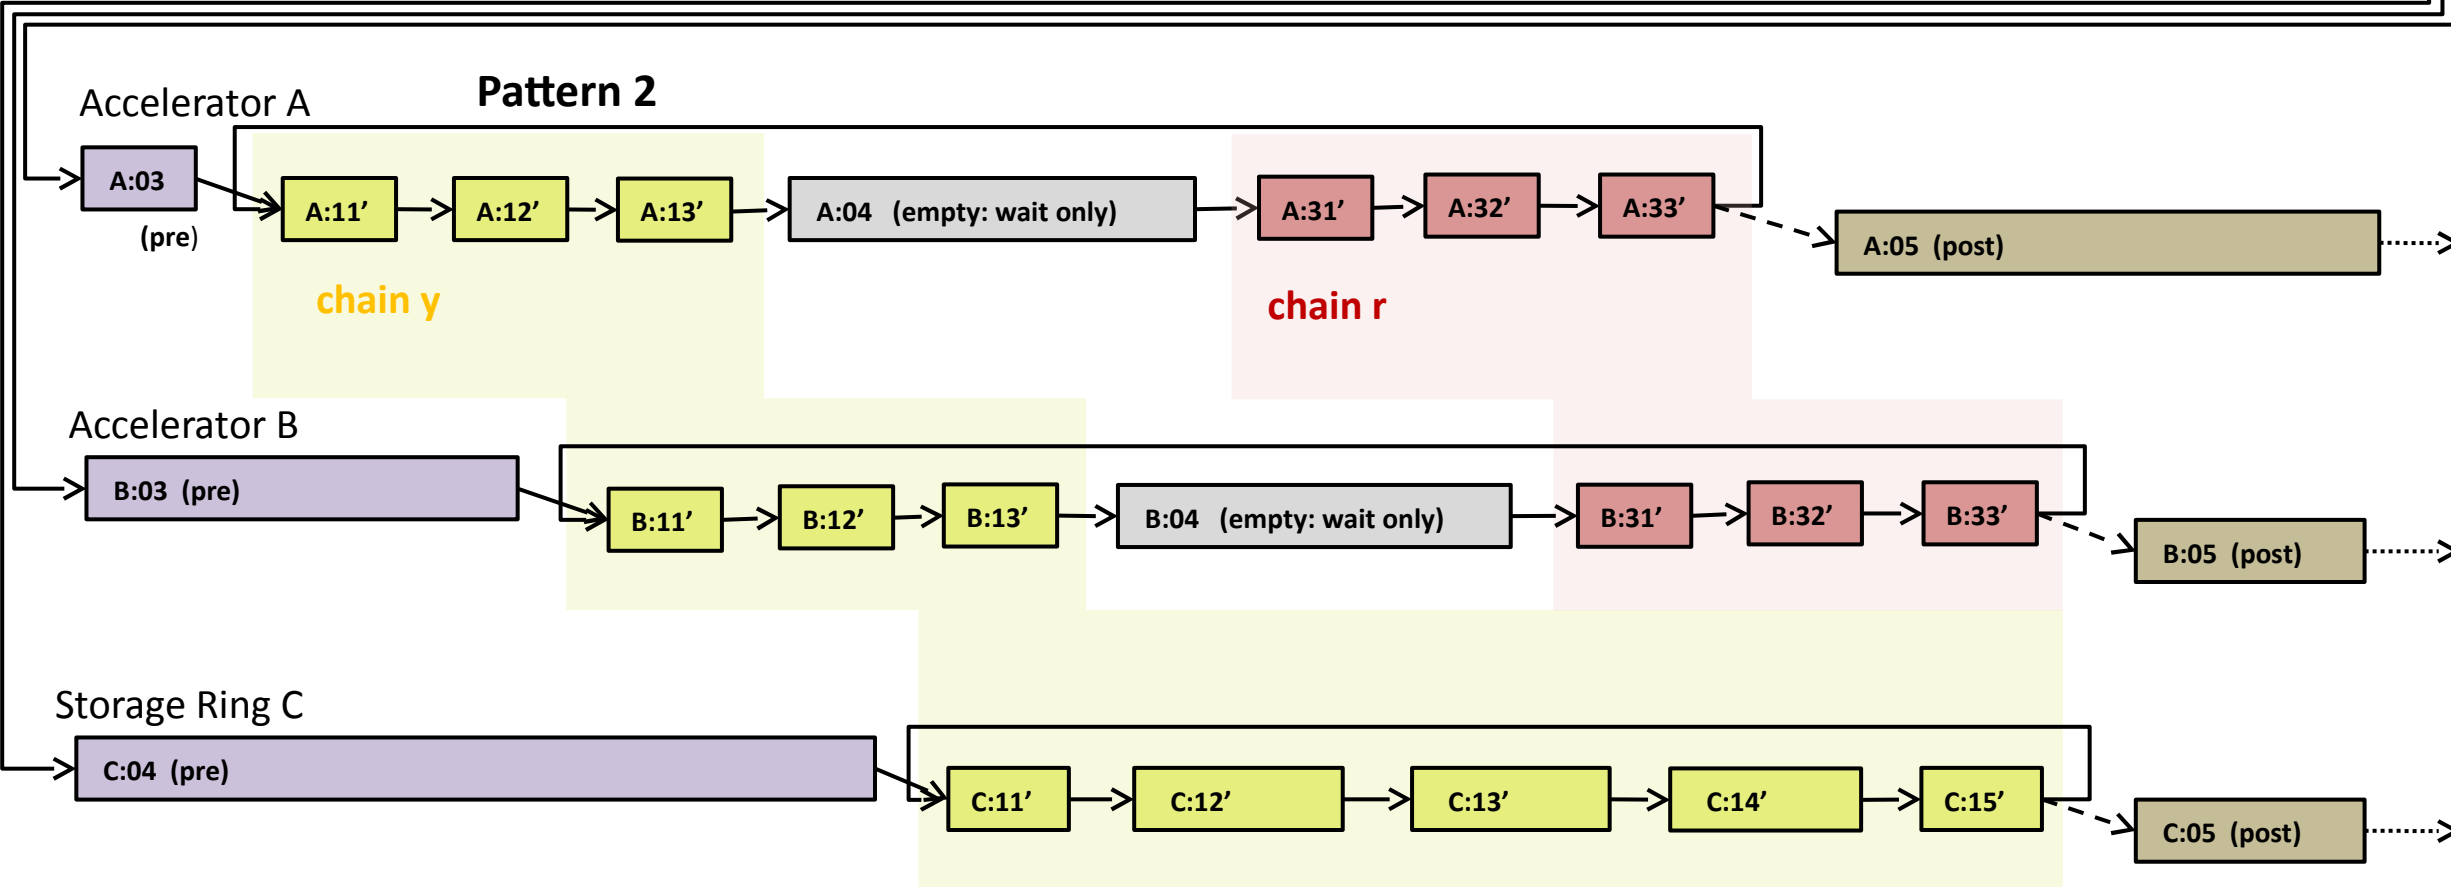 Pattern 2
Accelerator A
A:03
(pre)
A:11’
A:12’
A:13’
A:04 (empty: wait only)
A:31’
A:32’
A:33’
A:05 (post)
chain y
chain r
Accelerator B
B:03 (pre)
B:11’
B:12’
B:13’
B:04 (empty: wait only)
B:31’
B:32’
B:33’
B:05 (post)
Storage Ring C
C:04 (pre)
C:11’
C:12’
C:13’
C:14’
C:15’
C:05 (post)